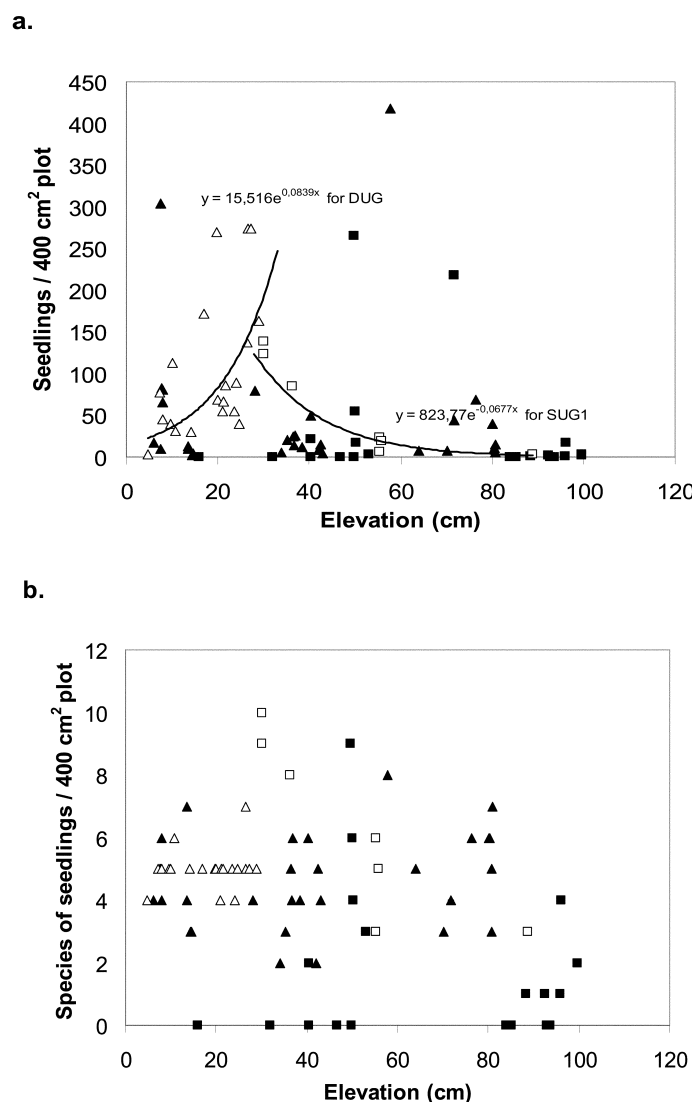 a.
450
400
350
300
250
200
150
100
50
0
Seedlings / 400 cm² plot
y = 15,516e^0,0839x for DUG
y = 823,77e^-0,0677x for SUG1
0 20 40 60 80 100 120
Elevation (cm)
b.
12
10
8
6
4
2
0
Species of seedlings / 400 cm² plot
0 20 40 60 80 100 120
Elevation (cm)